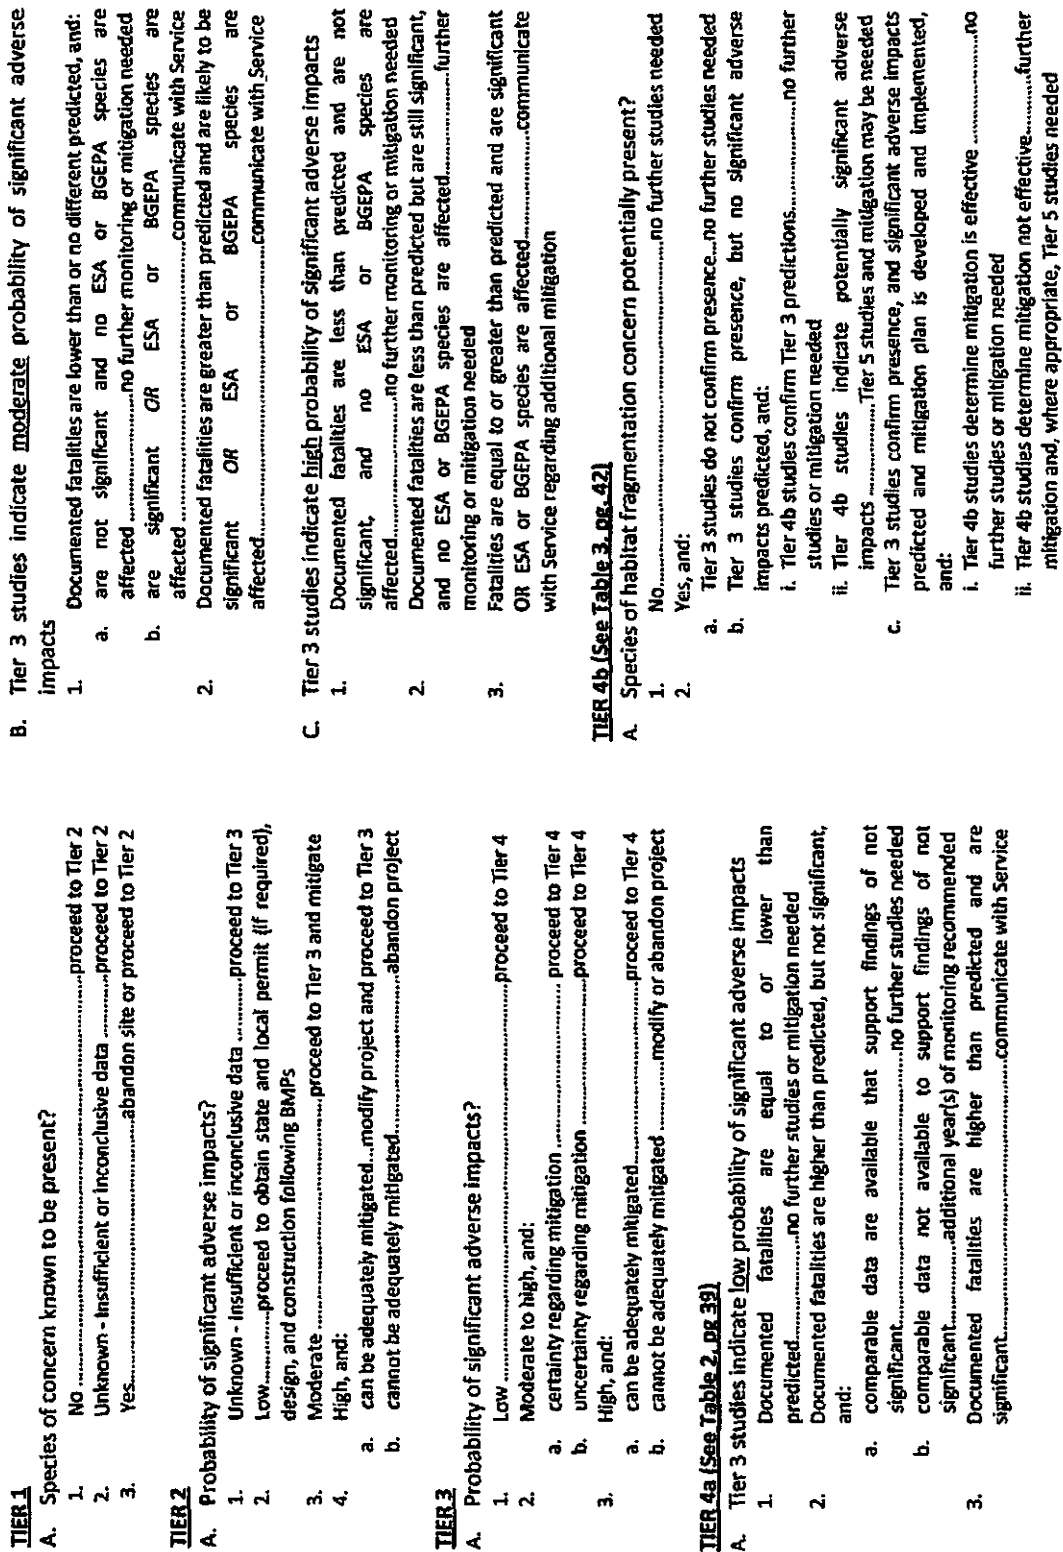 TIER 1
A. Species of concern known to be present?
1. No ........proceed to Tier 2
2. Unknown - Insufficient or inconclusive data ........proceed to Tier 2
3. Yes........abandon site or proceed to Tier 2
TIER 2
A. Probability of significant adverse impacts?
1. Unknown - Insufficient or inconclusive data ........proceed to Tier 3
2. Low........proceed to obtain state and local permit (if required),
design, and construction following BMPs
3. Moderate ........proceed to Tier 3 and mitigate
4. High, and:
a. can be adequately mitigated...modify project and proceed to Tier 3
b. cannot be adequately mitigated........abandon project
TIER 3
A. Probability of significant adverse impacts?
1. Low ........proceed to Tier 4
2. Moderate to high, and:
a. certainty regarding mitigation ........ proceed to Tier 4
b. uncertainty regarding mitigation ........proceed to Tier 4
3. High, and:
a. can be adequately mitigated........proceed to Tier 4
b. cannot be adequately mitigated ........modify or abandon project
TIER 4a (See Table 2, pg 39)
A. Tier 3 studies indicate low probability of significant adverse impacts
1. Documented fatalities are equal to or lower than
predicted........no further studies or mitigation needed
2. Documented fatalities are higher than predicted, but not significant,
and:
a. comparable data are available that support findings of not
significant........no further studies needed
b. comparable data not available to support findings of not
significant........additional year(s) of monitoring recommended
3. Documented fatalities are higher than predicted and are
significant........communicate with Service
B. Tier 3 studies indicate moderate probability of significant adverse
impacts
1. Documented fatalities are lower than or no different predicted, and:
a. are not significant and no ESA or BGEPA species are
affected ........no further monitoring or mitigation needed
b. are significant OR ESA or BGEPA species are
affected ........communicate with Service
2. Documented fatalities are greater than predicted and are likely to be
significant OR ESA or BGEPA species are
affected........communicate with Service
C. Tier 3 studies indicate high probability of significant adverse impacts
1. Documented fatalities are less than predicted and are not
significant, and no ESA or BGEPA species are
affected........no further monitoring or mitigation needed
2. Documented fatalities are less than predicted but are still significant,
and no ESA or BGEPA species are affected........further
monitoring or mitigation needed
3. Fatalities are equal to or greater than predicted and are significant
OR ESA or BGEPA species are affected........communicate
with Service regarding additional mitigation
TIER 4b (See Table 3, pg. 42)
A. Species of habitat fragmentation concern potentially present?
1. No........no further studies needed
2. Yes, and:
a. Tier 3 studies do not confirm presence...no further studies needed
b. Tier 3 studies confirm presence, but no significant adverse
impacts predicted, and:
i. Tier 4b studies confirm Tier 3 predictions........no further
studies or mitigation needed
ii. Tier 4b studies indicate potentially significant adverse
impacts ........Tier 5 studies and mitigation may be needed
c. Tier 3 studies confirm presence, and significant adverse impacts
predicted and mitigation plan is developed and implemented,
and:
i. Tier 4b studies determine mitigation is effective ........no
further studies or mitigation needed
ii. Tier 4b studies determine mitigation not effective........further
mitigation and, where appropriate, Tier 5 studies needed